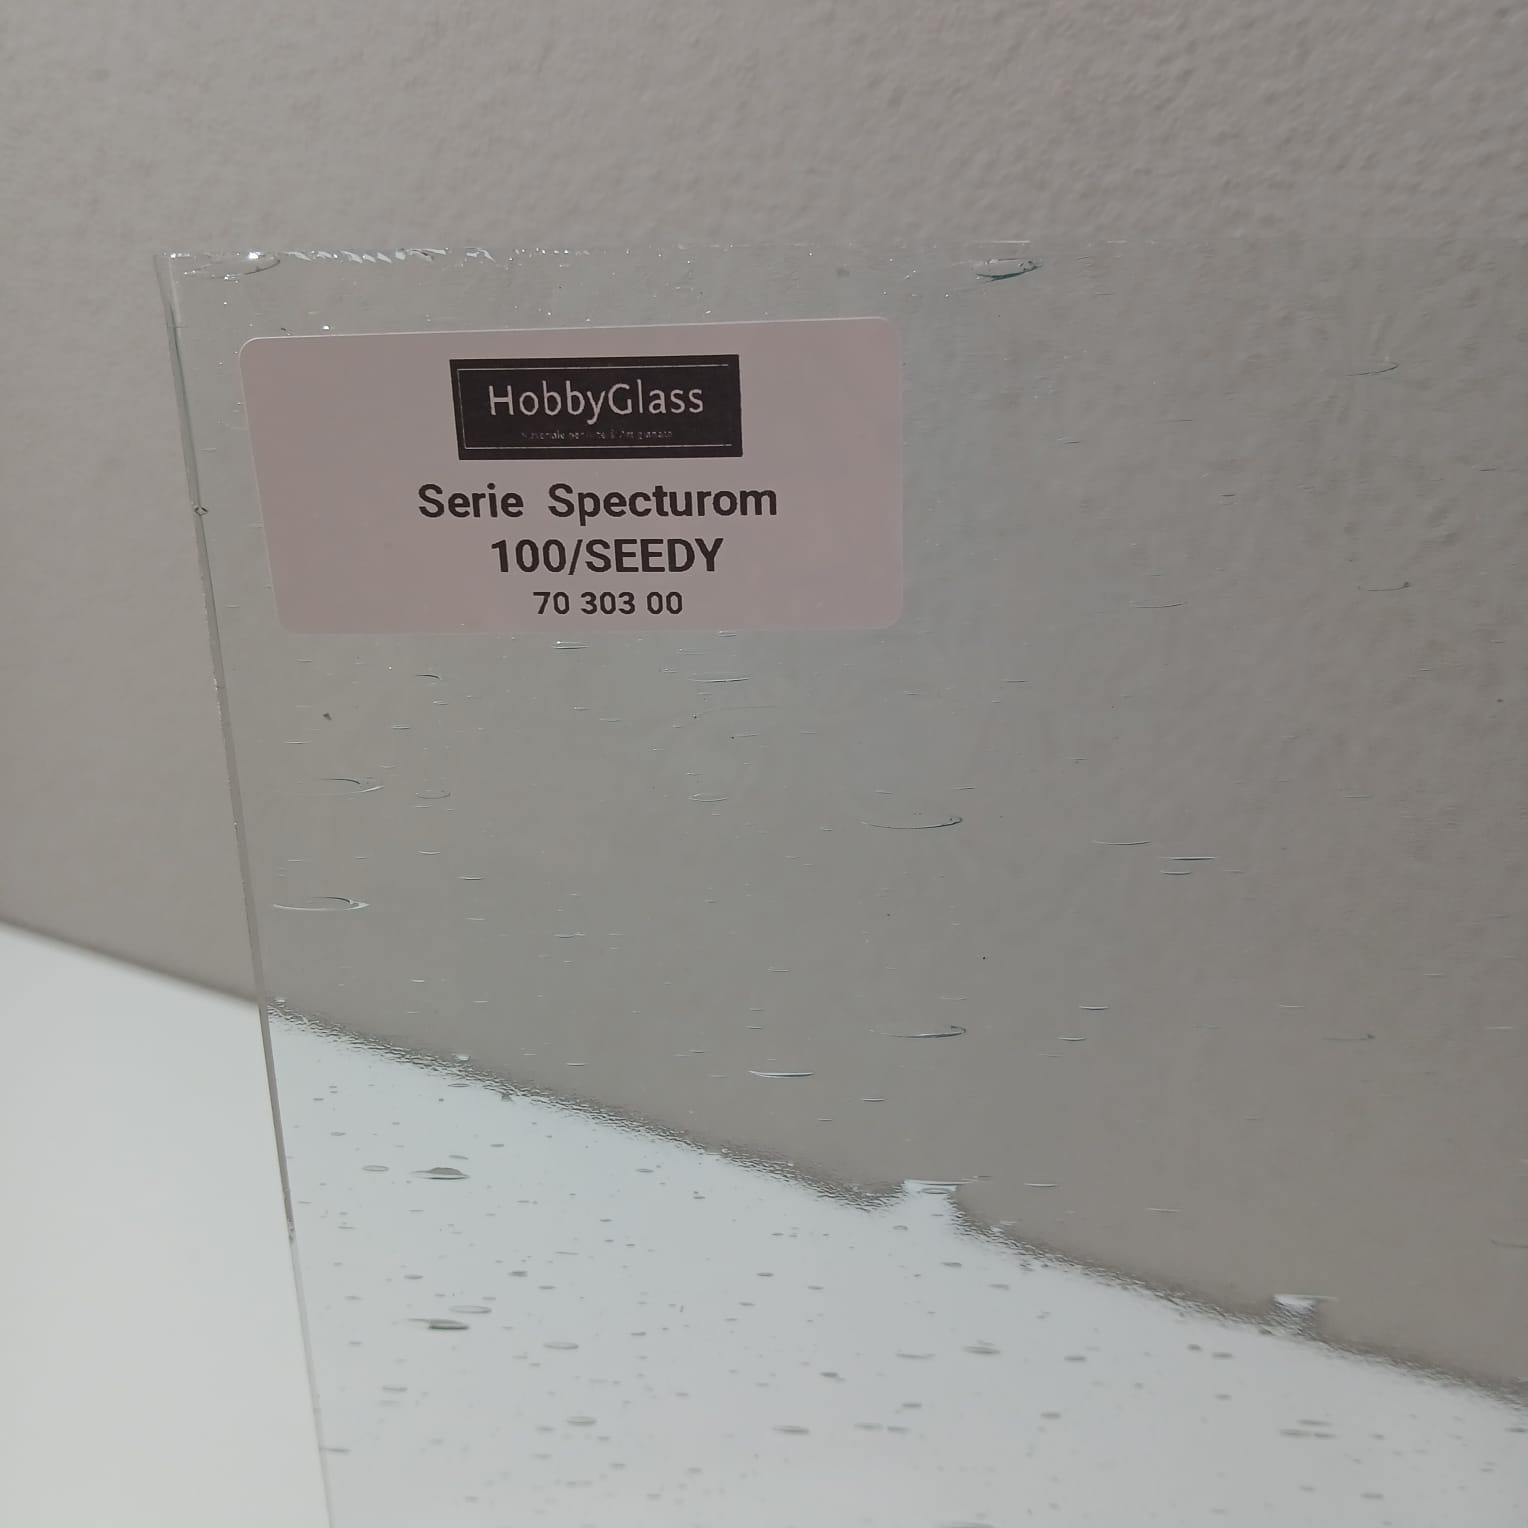 HobbyGlass
Serie Specturom
100/SEEDY
70 303 00